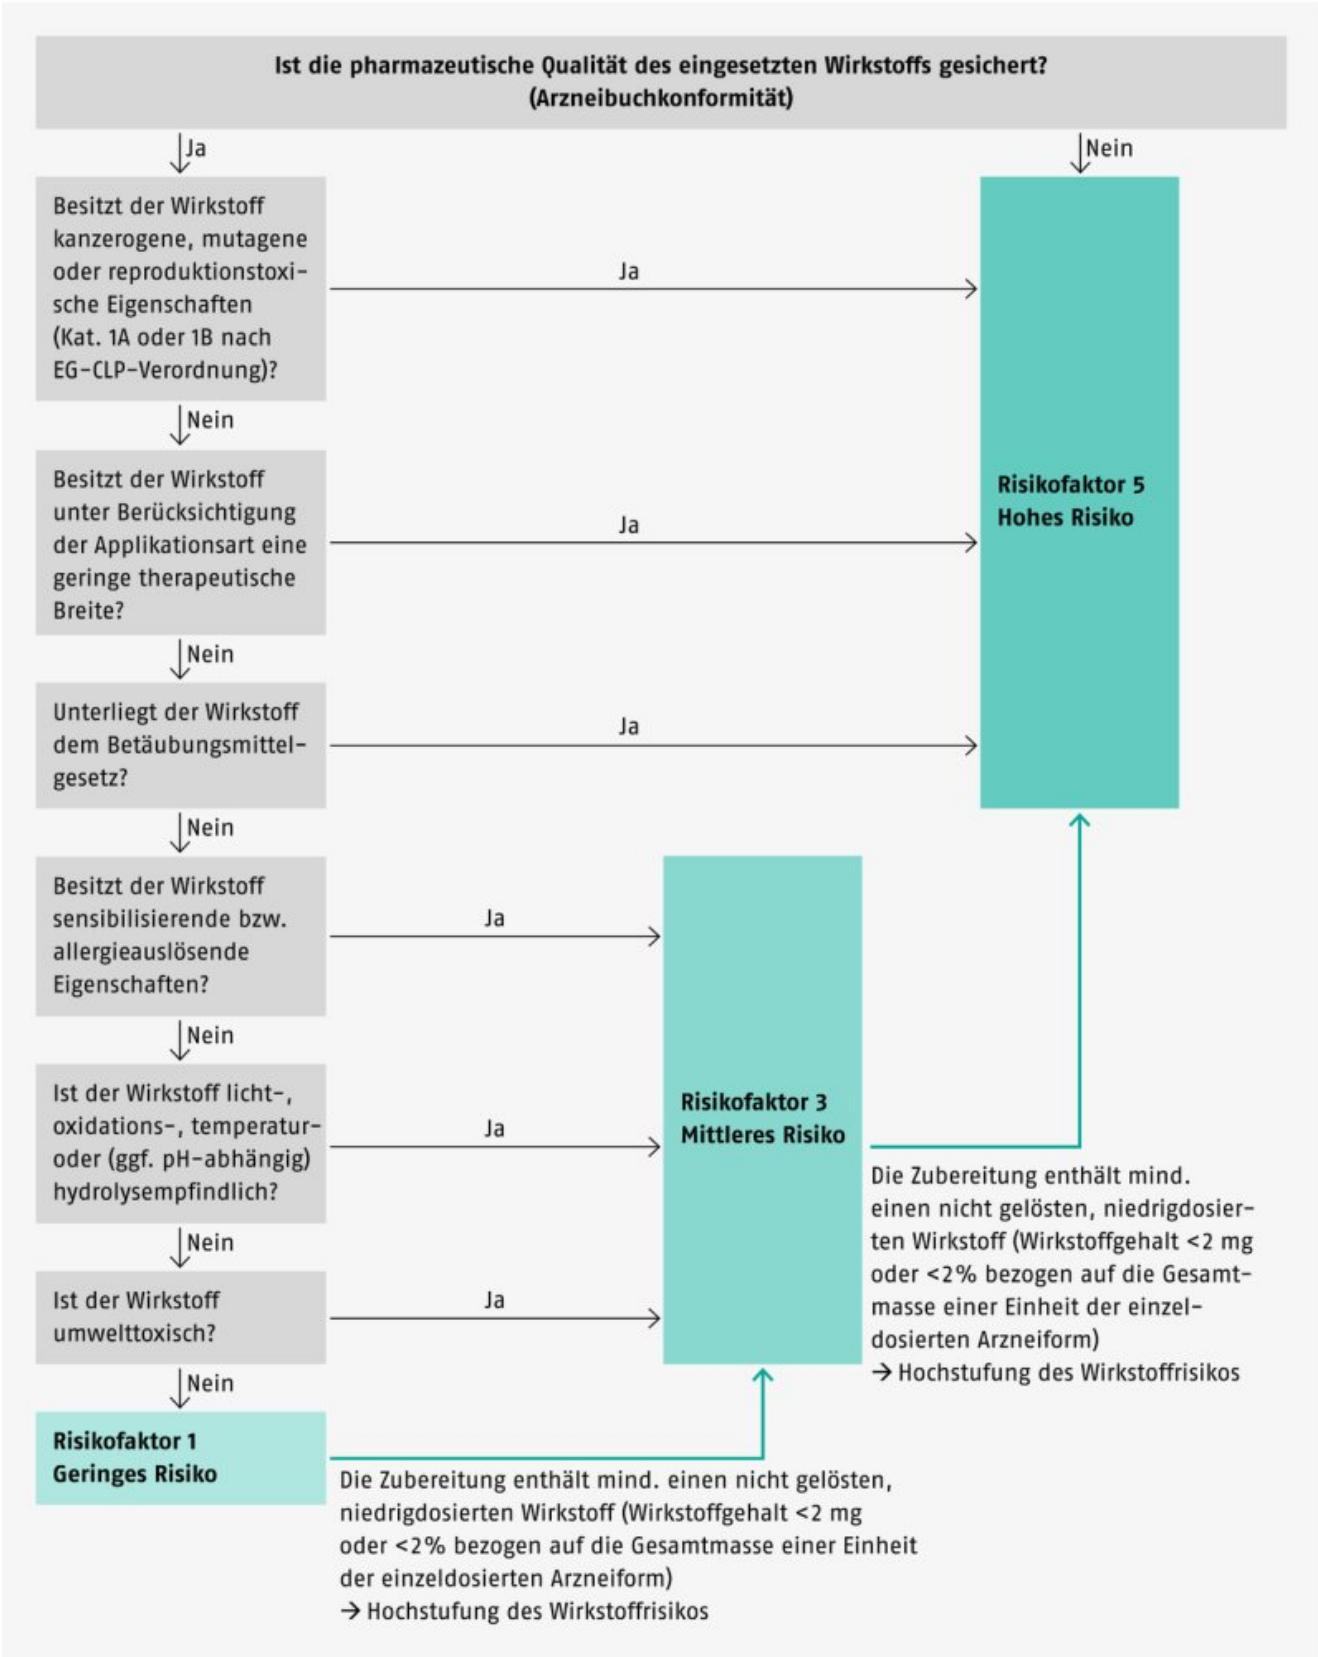 Ist die pharmazeutische Qualität des eingesetzten Wirkstoffs gesichert?
(Arzneibuchkonformität)
Ja
Nein
Besitzt der Wirkstoff
kanzerogene, mutagene
oder reproduktionstoxi-
sche Eigenschaften
(Kat. 1A oder 1B nach
EG-CLP-Verordnung)?
Ja
Nein
Besitzt der Wirkstoff
unter Berücksichtigung
der Applikationsart eine
geringe therapeutische
Breite?
Ja
Risikofaktor 5
Hohes Risiko
Nein
Unterliegt der Wirkstoff
dem Betäubungsmittel-
gesetz?
Ja
Nein
Besitzt der Wirkstoff
sensibilisierende bzw.
allergieauslösende
Eigenschaften?
Ja
Nein
Ist der Wirkstoff licht-,
oxidations-, temperatur-
oder (ggf. pH-abhängig)
hydrolysempfindlich?
Ja
Risikofaktor 3
Mittleres Risiko
Die Zubereitung enthält mind.
einen nicht gelösten, niedrigdosier-
ten Wirkstoff (Wirkstoffgehalt <2 mg
oder <2% bezogen auf die Gesamt-
masse einer Einheit der einzel-
dosierten Arzneiform)
→ Hochstufung des Wirkstoffrisikos
Nein
Ist der Wirkstoff
umwelttoxisch?
Ja
Nein
Risikofaktor 1
Geringes Risiko
Die Zubereitung enthält mind. einen nicht gelösten,
niedrigdosierten Wirkstoff (Wirkstoffgehalt <2 mg
oder <2% bezogen auf die Gesamtmasse einer Einheit
der einzeldosierten Arzneiform)
→ Hochstufung des Wirkstoffrisikos